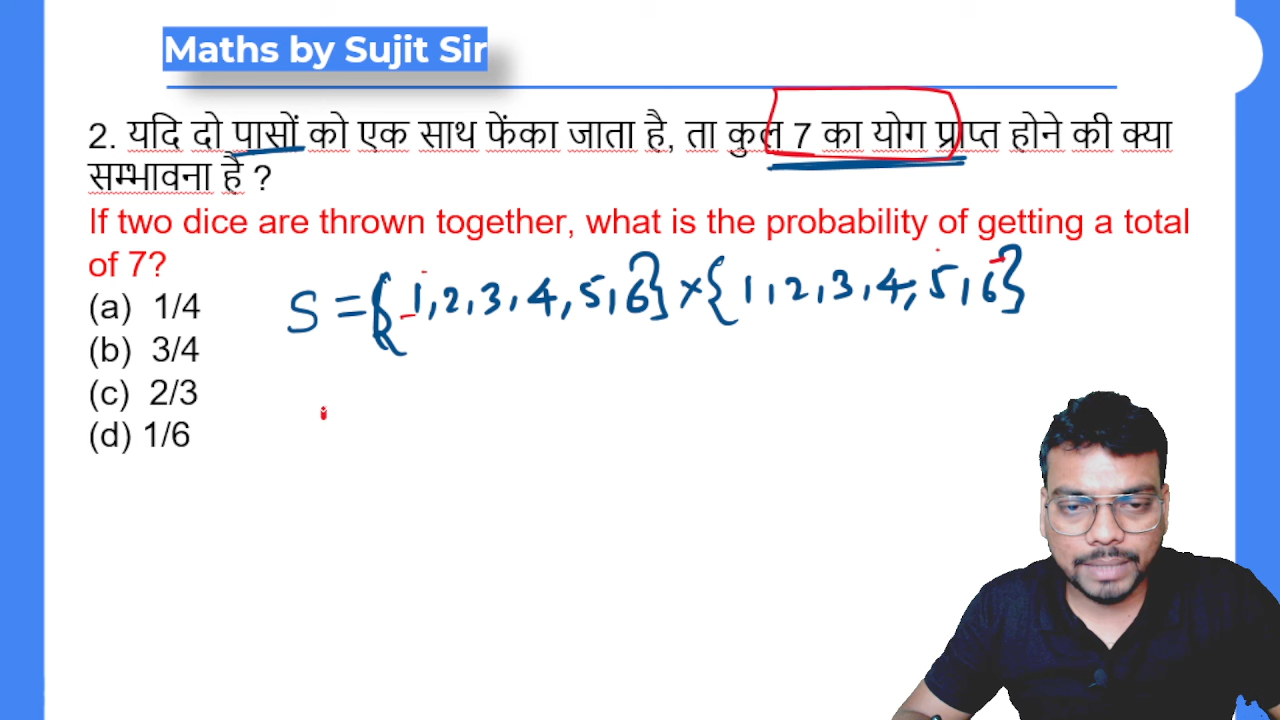 Maths by Sujit Sir
2. यदि दो पासों को एक साथ फेंका जाता है, ता कुल 7 का योग प्राप्त होने की क्या
सम्भावना है ?
If two dice are thrown together, what is the probability of getting a total
of 7?
S = {1,2,3,4,5,6} × {1,2,3,4,5,6}
(a) 1/4
(b) 3/4
(c) 2/3
(d) 1/6